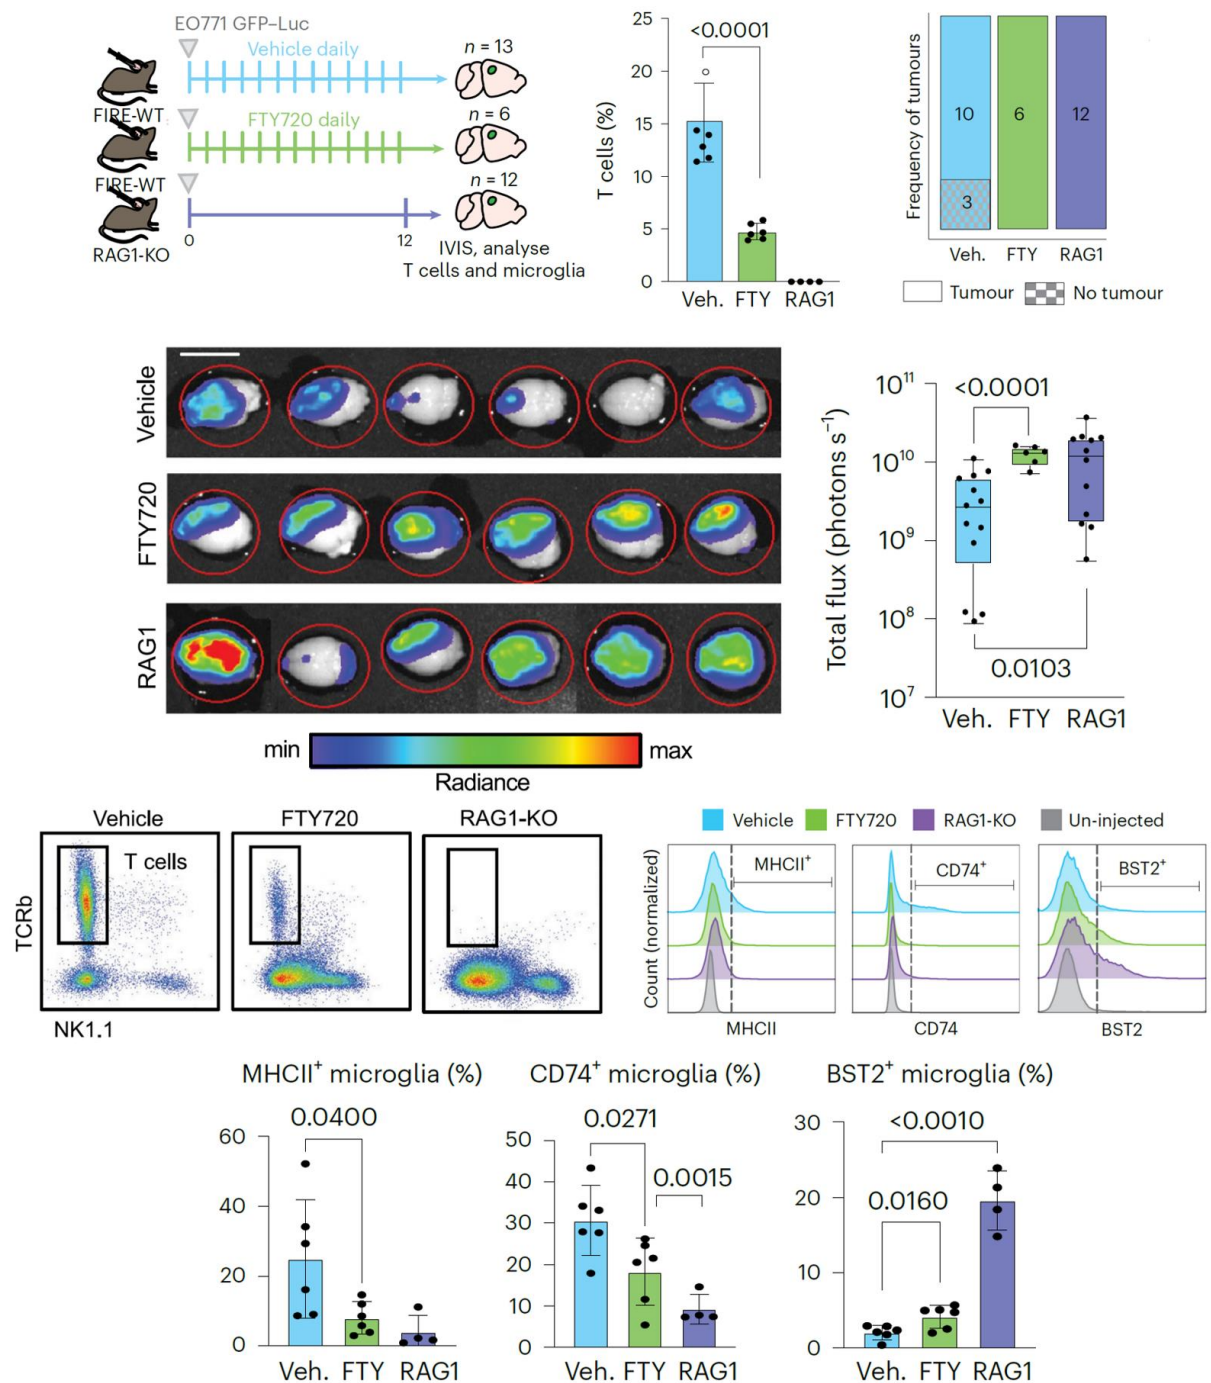 EO771 GFP–Luc
Vehicle daily
n = 13
FIRE-WT
FTY720 daily
n = 6
FIRE-WT
n = 12
RAG1-KO
0
12
IVIS, analyse
T cells and microglia
T cells (%)
25
20
15
10
5
0
<0.0001
Veh. FTY RAG1
Frequency of tumours
10
6
12
3
Veh. FTY RAG1
Tumour
No tumour
Vehicle
FTY720
RAG1
min
max
Radiance
Total flux (photons s⁻¹)
10¹¹
10¹⁰
10⁹
10⁸
10⁷
<0.0001
0.0103
Veh. FTY RAG1
Vehicle
FTY720
RAG1-KO
T cells
TCRb
NK1.1
Vehicle
FTY720
RAG1-KO
Un-injected
Count (normalized)
MHCII⁺
CD74⁺
BST2⁺
MHCII
CD74
BST2
MHCII⁺ microglia (%)
0.0400
60
40
20
0
Veh. FTY RAG1
CD74⁺ microglia (%)
0.0271
0.0015
50
40
30
20
10
0
Veh. FTY RAG1
BST2⁺ microglia (%)
<0.0010
0.0160
30
20
10
0
Veh. FTY RAG1